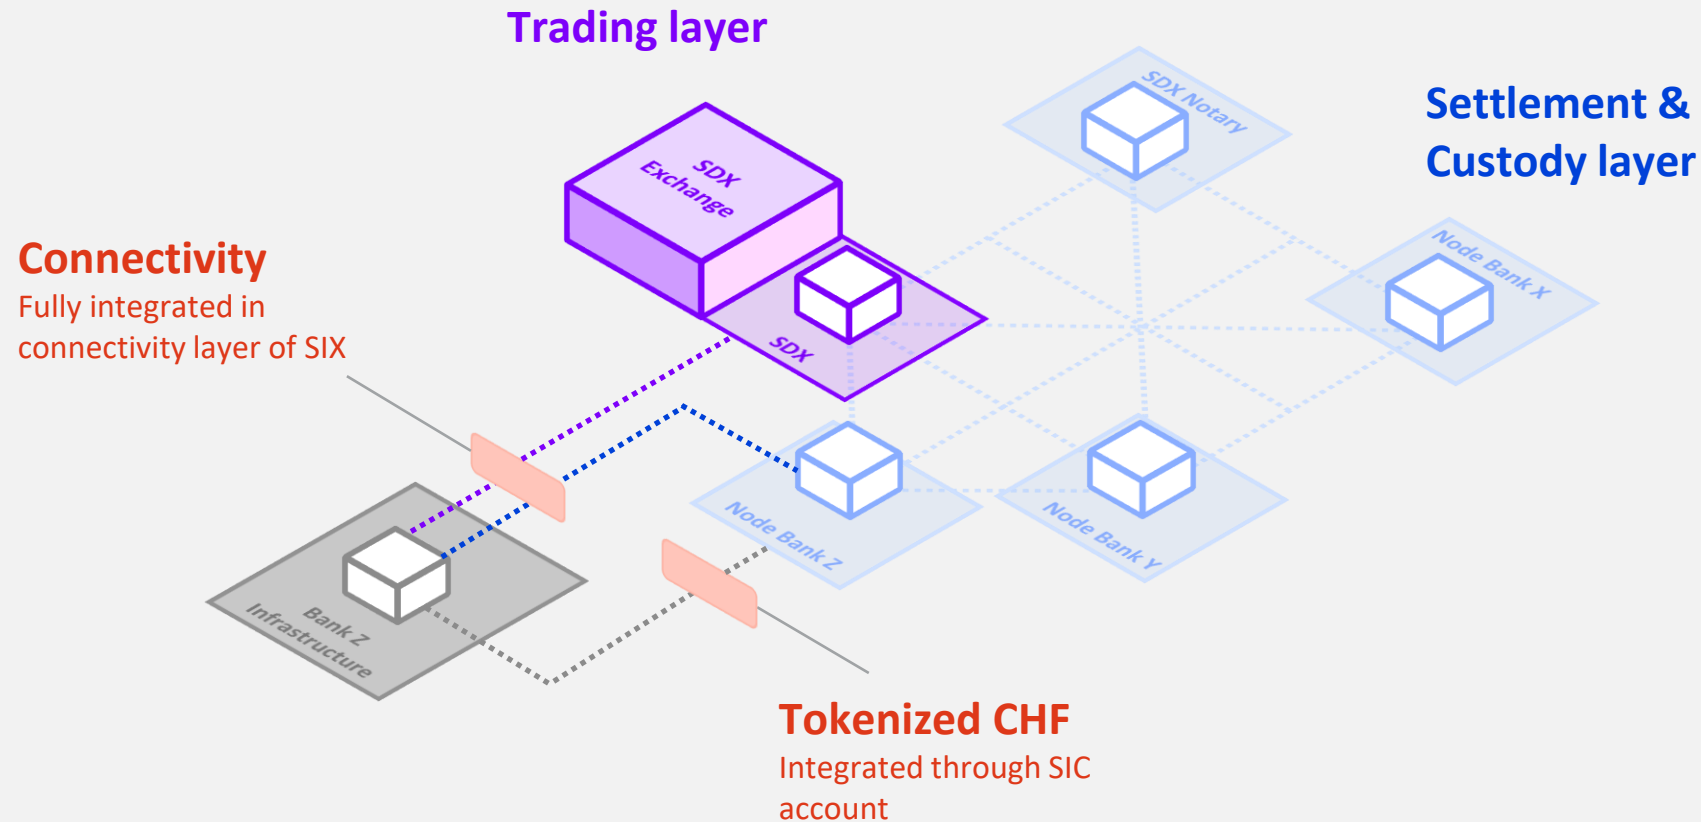 Trading layer
SDX Notary
Settlement &
Custody layer
SDX
Exchange
Node Bank X
Connectivity
Fully integrated in
connectivity layer of SIX
SDX
Node Bank Z
Node Bank Y
Bank Z
Infrastructure
Tokenized CHF
Integrated through SIC
account